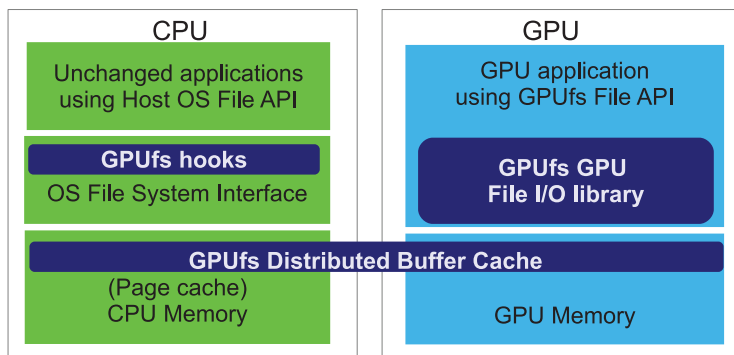 CPU
Unchanged applications
using Host OS File API
GPUfs hooks
OS File System Interface
GPU
GPU application
using GPUfs File API
GPUfs GPU
File I/O library
GPUfs Distributed Buffer Cache
(Page cache)
CPU Memory
GPU Memory